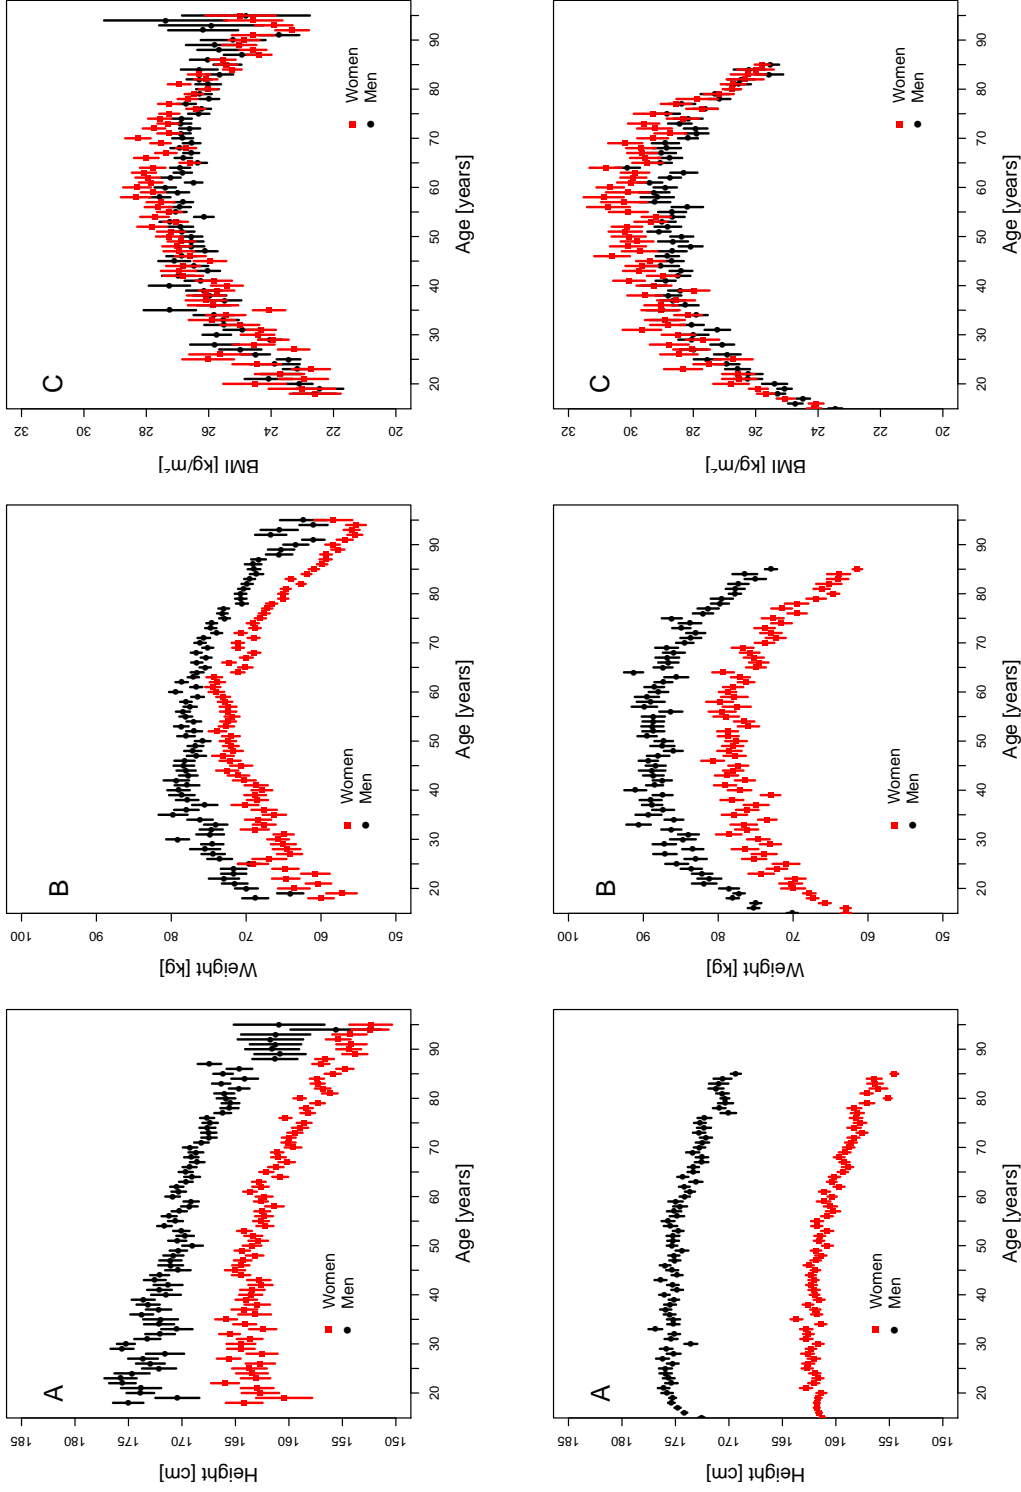 A
Height [cm]
185
180
175
170
165
160
155
150
Women
Men
20 30 40 50 60 70 80 90
Age [years]
B
Weight [kg]
100
90
80
70
60
50
Women
Men
20 30 40 50 60 70 80 90
Age [years]
C
BMI [kg/m²]
32
30
28
26
24
22
20
Women
Men
20 30 40 50 60 70 80 90
Age [years]
A
Height [cm]
185
180
175
170
165
160
155
150
Women
Men
20 30 40 50 60 70 80 90
Age [years]
B
Weight [kg]
100
90
80
70
60
50
Women
Men
20 30 40 50 60 70 80 90
Age [years]
C
BMI [kg/m²]
32
30
28
26
24
22
20
Women
Men
20 30 40 50 60 70 80 90
Age [years]